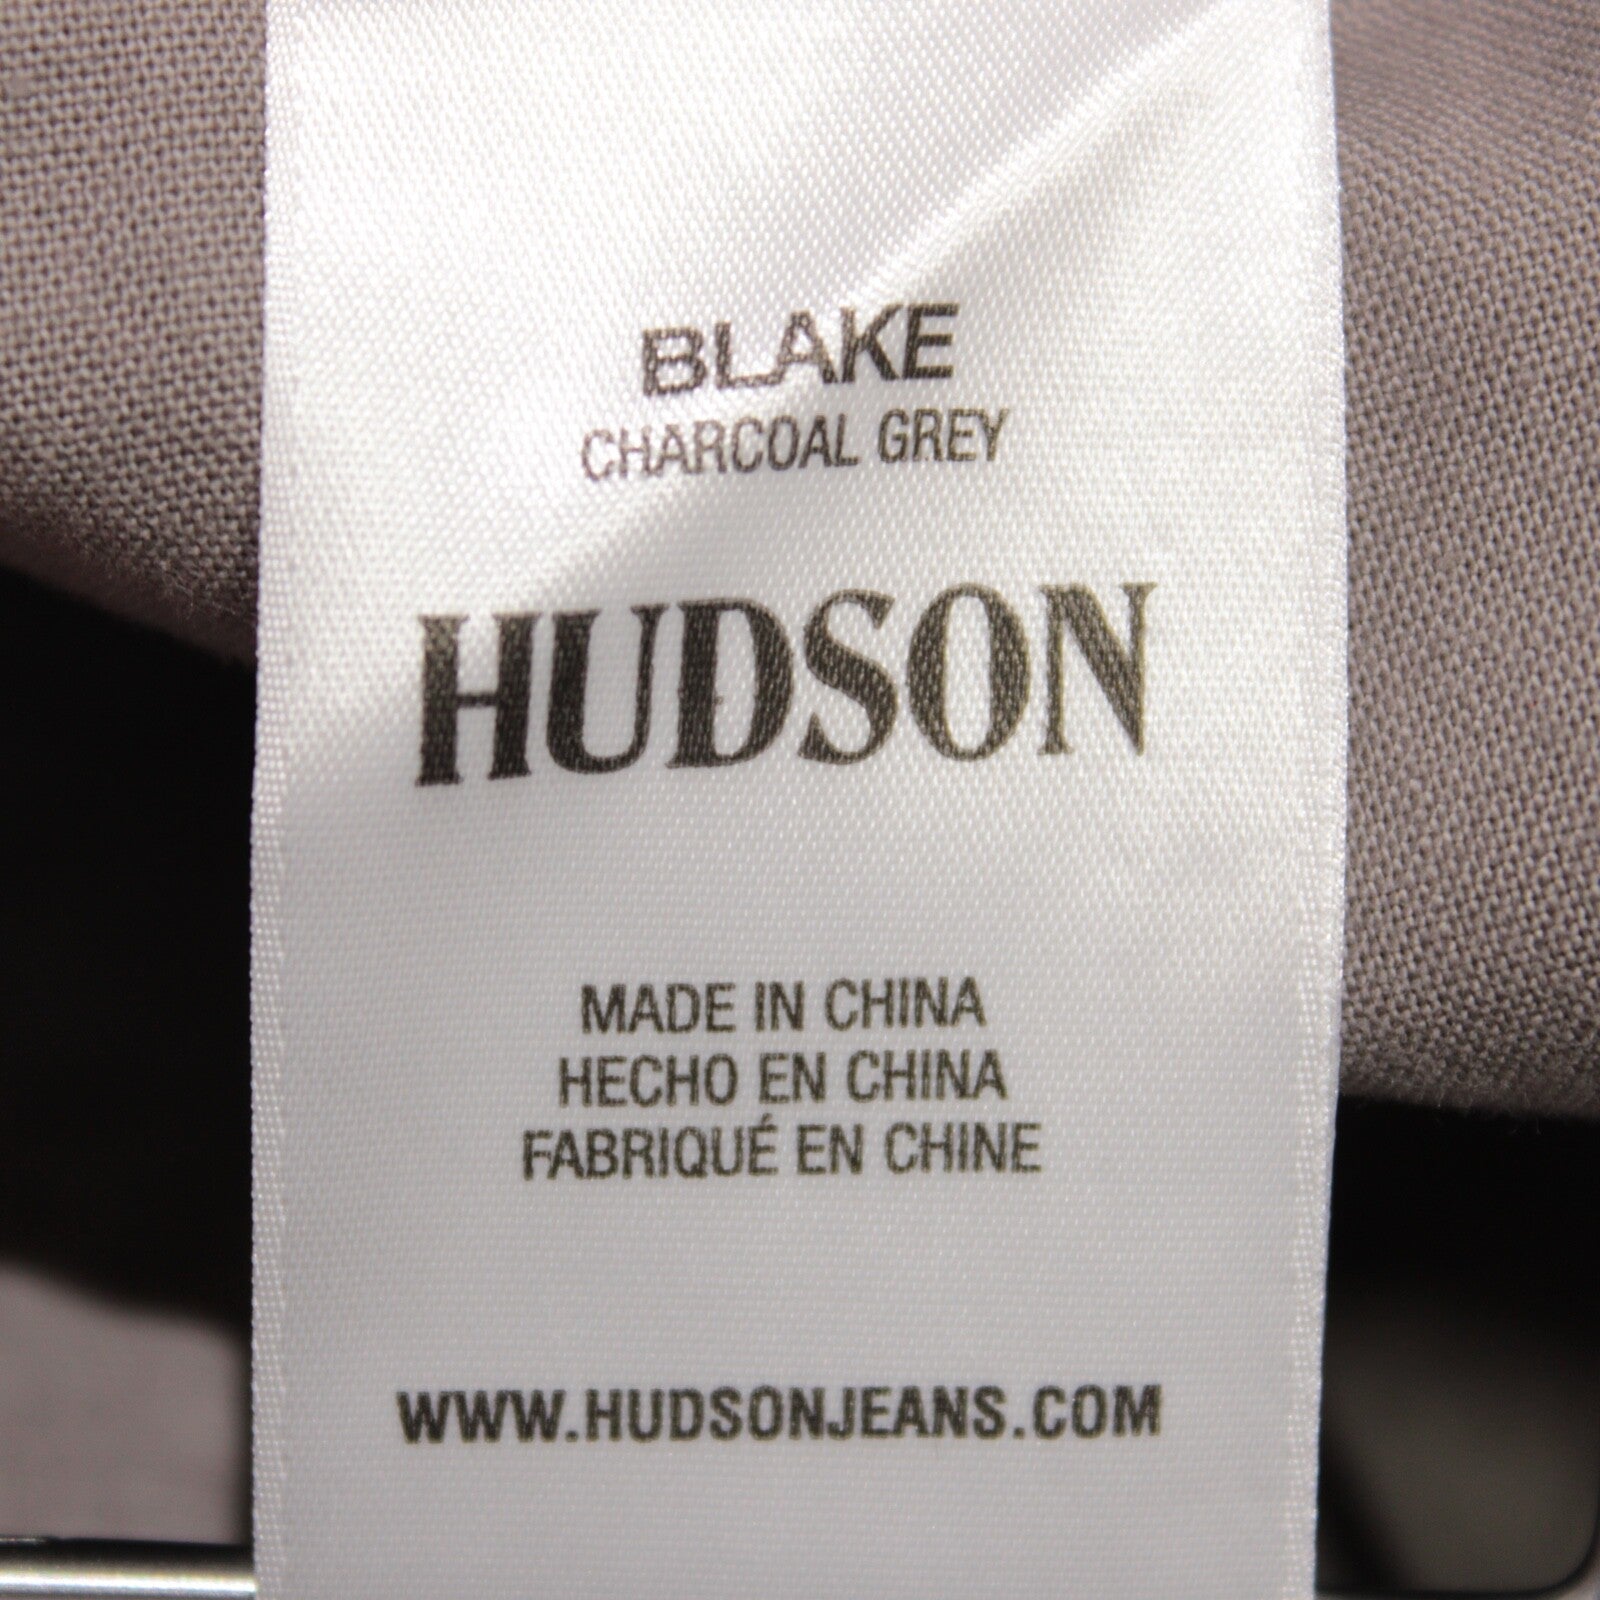 BLAKE
CHARCOAL GREY
HUDSON
MADE IN CHINA
HECHO EN CHINA
FABRIQUÉ EN CHINE
WWW.HUDSONJEANS.COM